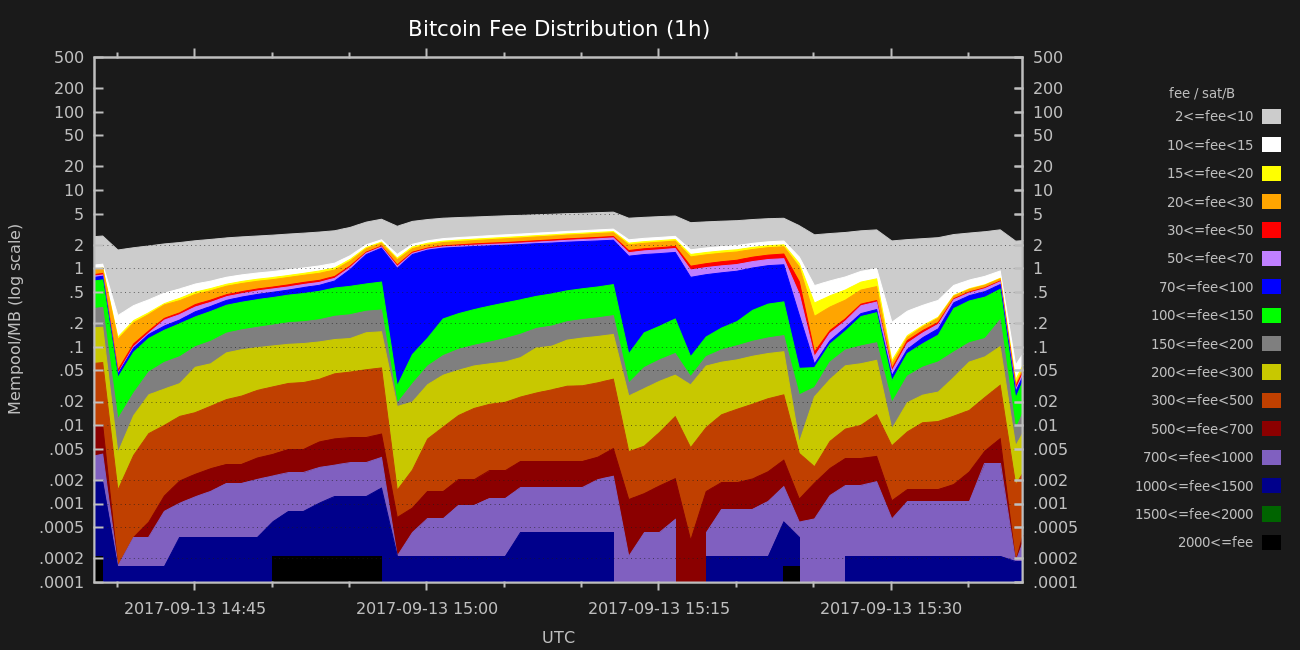 Bitcoin Fee Distribution (1h)
500 500
200 200
100 100
50 50
20 20
10 10
5 5
2 2
1 1
.5 .5
.2 .2
.1 .1
.05 .05
.02 .02
.01 .01
.005 .005
.002 .002
.001 .001
.0005 .0005
.0002 .0002
.0001 .0001
Mempool/MB (log scale)
2017-09-13 14:45 2017-09-13 15:00 2017-09-13 15:15 2017-09-13 15:30
UTC
fee / sat/B
2<=fee<10
10<=fee<15
15<=fee<20
20<=fee<30
30<=fee<50
50<=fee<70
70<=fee<100
100<=fee<150
150<=fee<200
200<=fee<300
300<=fee<500
500<=fee<700
700<=fee<1000
1000<=fee<1500
1500<=fee<2000
2000<=fee